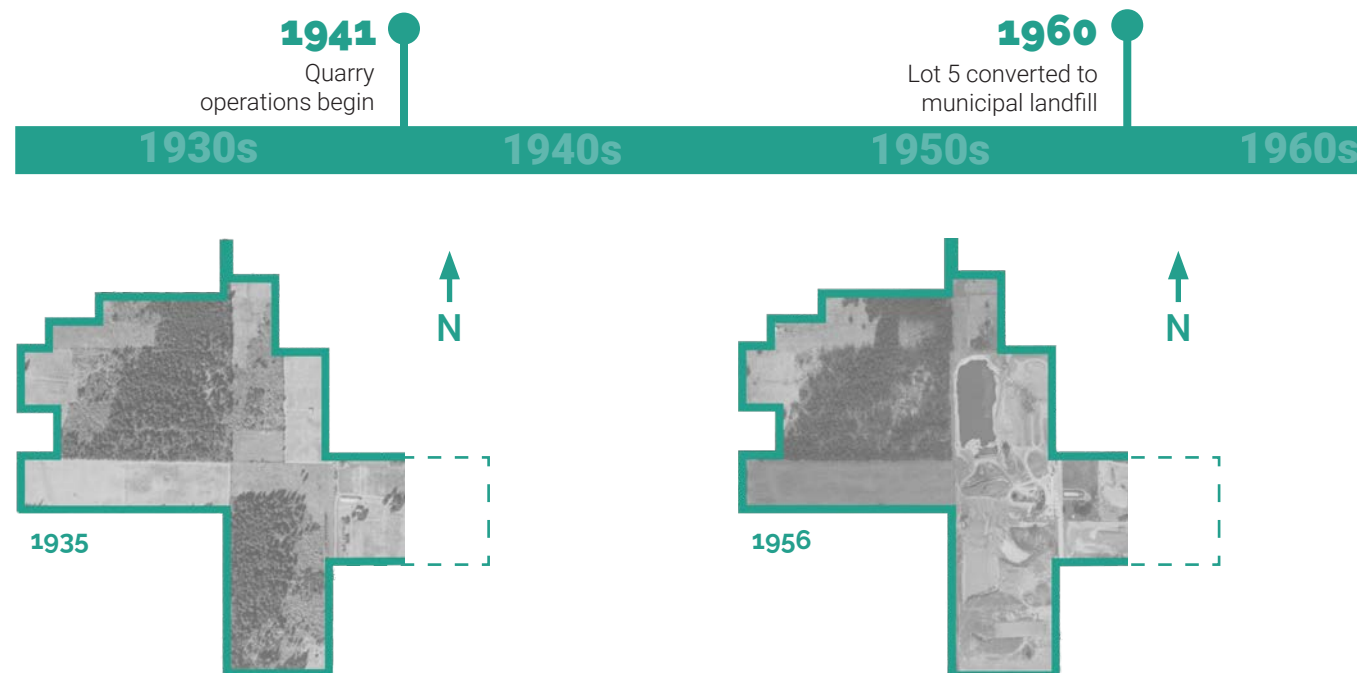 1941
Quarry
operations begin
1960
Lot 5 converted to
municipal landfill
1930s
1940s
1950s
1960s
N
N
1935
1956